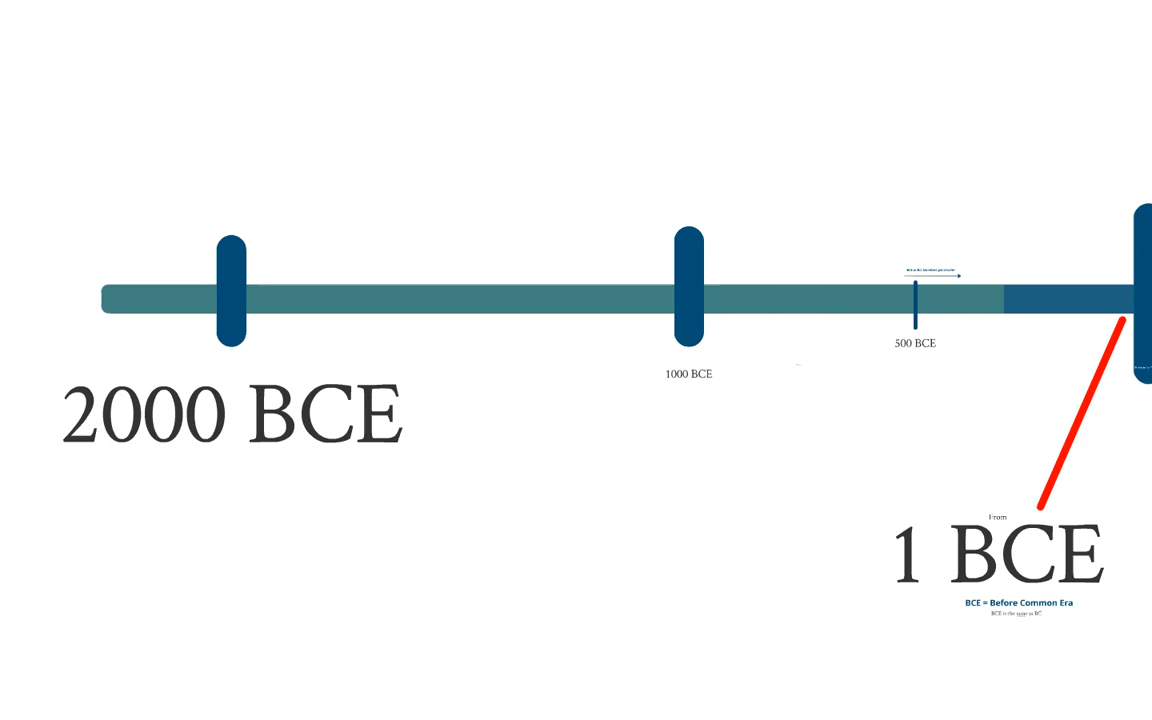 500 BCE
1000 BCE
2000 BCE
From
1 BCE
BCE = Before Common Era
BCE is the same as BC